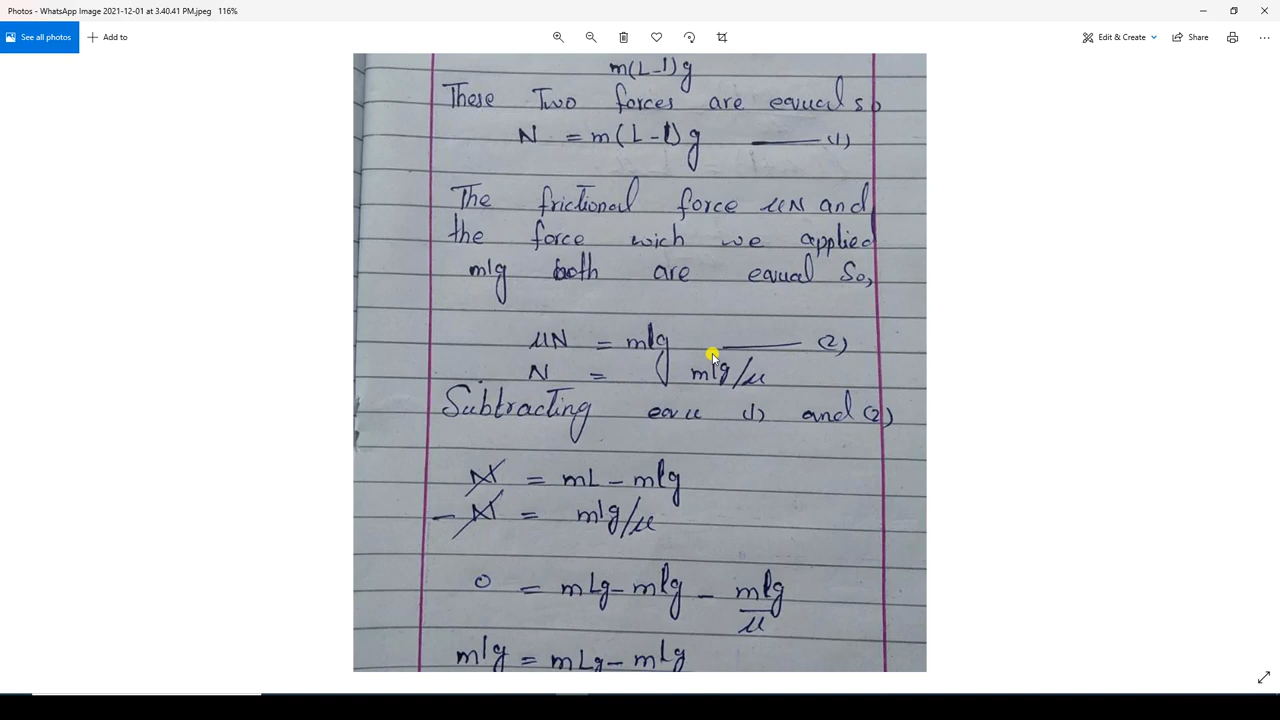 Photos - WhatsApp Image 2021-12-01 at 3.40.41 PM.jpeg   116%
See all photos
Add to
Edit & Create
Share
m(L-l)g
These Two forces are equal so
N = m(L-l)g (1)
The frictional force μN and
the force wich we applied
mlg both are equal So,
μN = mlg (2)
N = mlg/μ
Subtracting equ (1) and (2)
N = mL - mlg
- N = mlg/μ
0 = mLg - mlg - mlg/μ
mlg = mLg - mlg